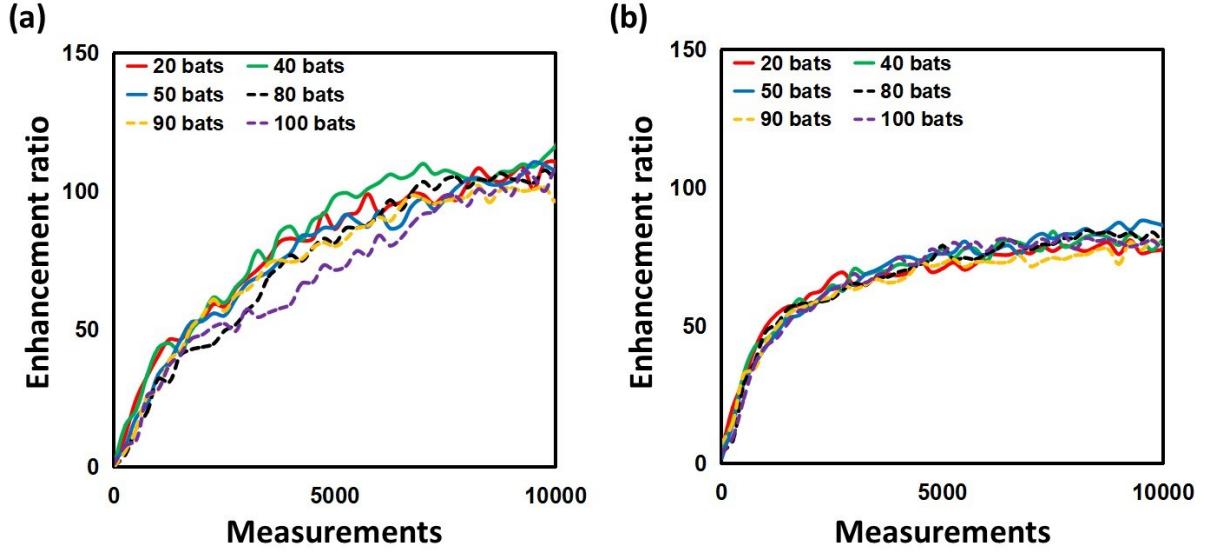 (a)
150
100
50
0
20 bats 40 bats
50 bats 80 bats
90 bats 100 bats
Enhancement ratio
0 5000 10000
Measurements
(b)
150
100
50
0
20 bats 40 bats
50 bats 80 bats
90 bats 100 bats
Enhancement ratio
0 5000 10000
Measurements